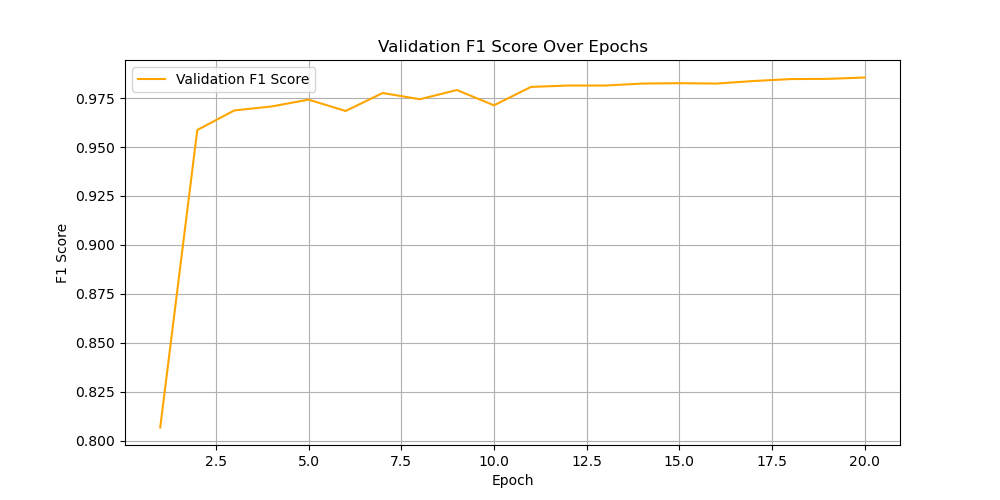 Validation F1 Score Over Epochs
Validation F1 Score
0.975
0.950
0.925
0.900
0.875
0.850
0.825
0.800
F1 Score
2.5 5.0 7.5 10.0 12.5 15.0 17.5 20.0
Epoch